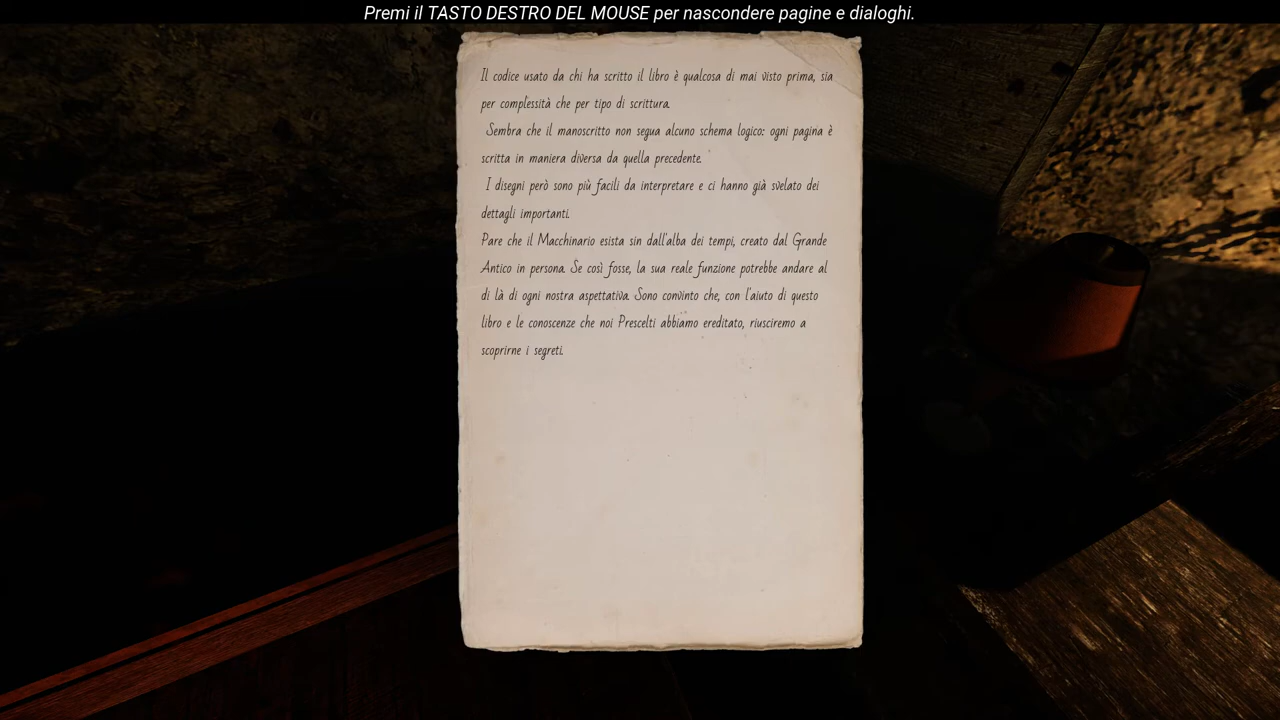 Premi il TASTO DESTRO DEL MOUSE per nascondere pagine e dialoghi.
Il codice usato da chi ha scritto il libro è qualcosa di mai visto prima, sia
per complessità che per tipo di scrittura.
Sembra che il manoscritto non segua alcuno schema logico: ogni pagina è
scritta in maniera diversa da quella precedente.
I disegni però sono più facili da interpretare e ci hanno già svelato dei
dettagli importanti.
Pare che il Macchinario esista sin dall'alba dei tempi, creato dal Grande
Antico in persona. Se così fosse, la sua reale funzione potrebbe andare al
di là di ogni nostra aspettativa. Sono convinto che, con l'aiuto di questo
libro e le conoscenze che noi Prescelti abbiamo ereditato, riusciremo a
scoprirne i segreti.